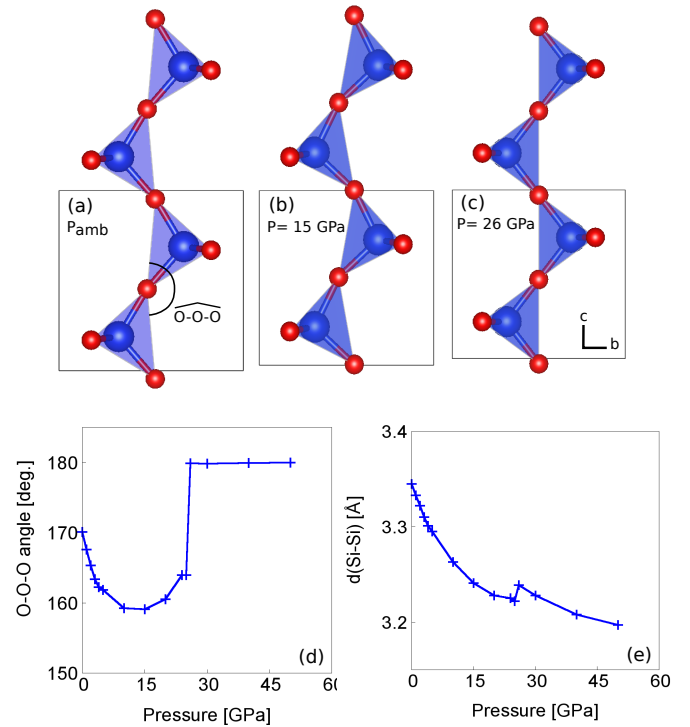 (a)
Pamb
O-O-O
(b)
P= 15 GPa
(c)
P= 26 GPa
c
b
O-O-O angle [deg.]
180
170
160
150
0
15
30
45
60
(d)
Pressure [GPa]
d(Si-Si) [Å]
3.4
3.3
3.2
0
15
30
45
60
(e)
Pressure [GPa]